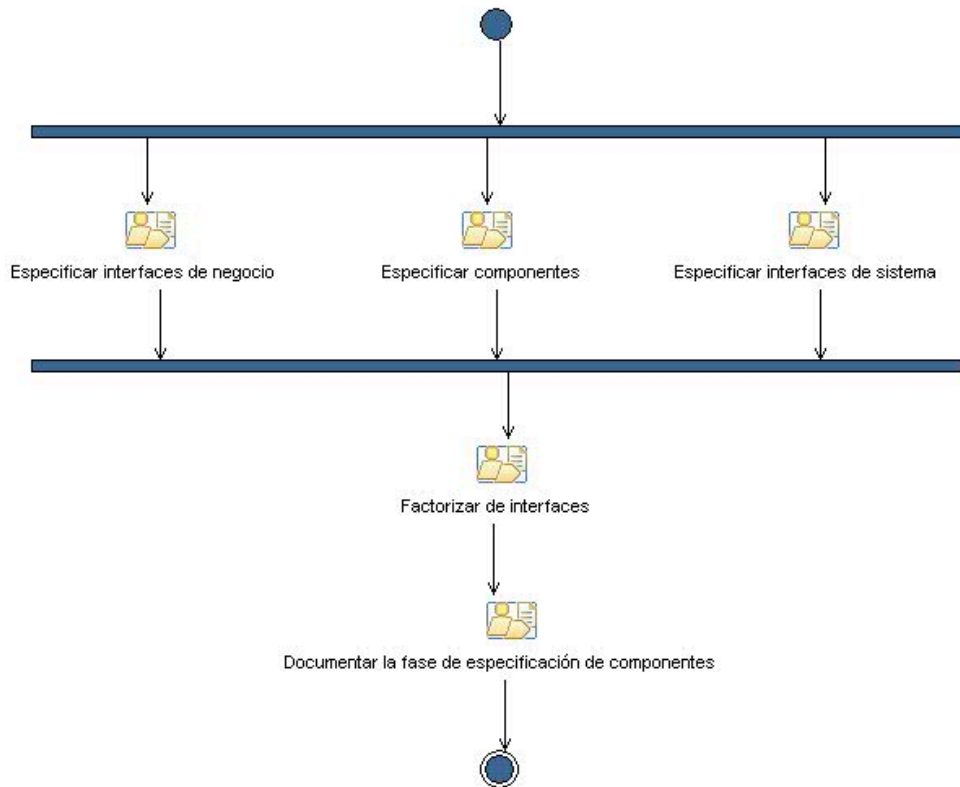 Especificar interfaces de negocio
Especificar componentes
Especificar interfaces de sistema
Factorizar de interfaces
Documentar la fase de especificación de componentes